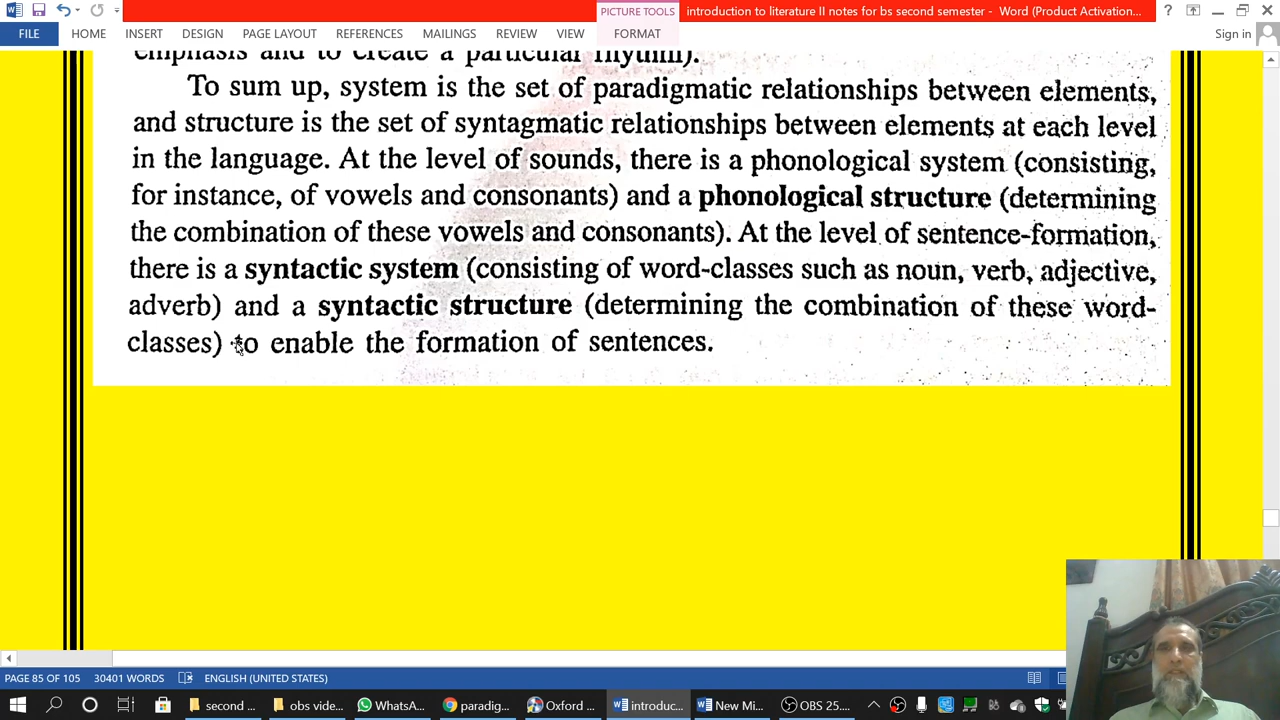 PICTURE TOOLS
introduction to literature II notes for bs second semester - Word (Product Activation...
FILE HOME INSERT DESIGN PAGE LAYOUT REFERENCES MAILINGS REVIEW VIEW FORMAT Sign in
emphasis and to create a particular rhythm).
To sum up, system is the set of paradigmatic relationships between elements,
and structure is the set of syntagmatic relationships between elements at each level
in the language. At the level of sounds, there is a phonological system (consisting,
for instance, of vowels and consonants) and a phonological structure (determining
the combination of these vowels and consonants). At the level of sentence-formation,
there is a syntactic system (consisting of word-classes such as noun, verb, adjective,
adverb) and a syntactic structure (determining the combination of these word-
classes) to enable the formation of sentences.
PAGE 85 OF 105 30401 WORDS ENGLISH (UNITED STATES)
second ... obs vide... WhatsA... paradig... Oxford ... introduc... New Mi... OBS 25....